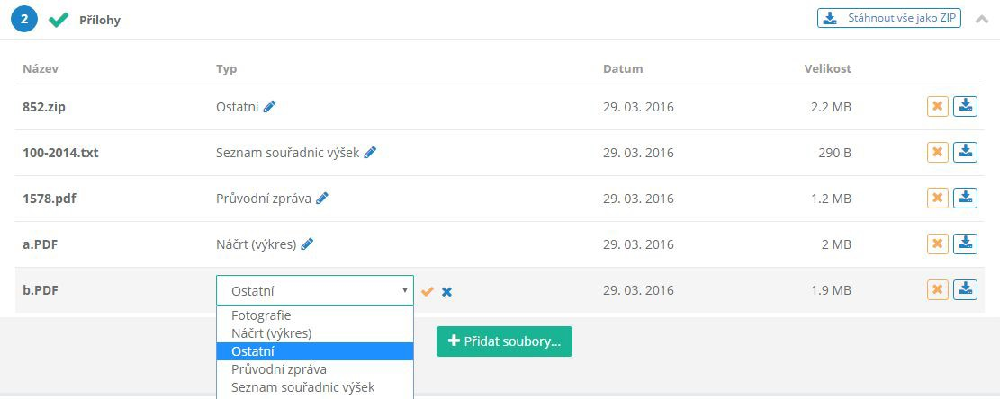 2 Přílohy Stáhnout vše jako ZIP
Název Typ Datum Velikost
852.zip Ostatní 29. 03. 2016 2.2 MB
100-2014.txt Seznam souřadnic výšek 29. 03. 2016 290 B
1578.pdf Průvodní zpráva 29. 03. 2016 1.2 MB
a.PDF Náčrt (výkres) 29. 03. 2016 2 MB
b.PDF Ostatní 29. 03. 2016 1.9 MB
Fotografie
Náčrt (výkres)
Ostatní
Průvodní zpráva
Seznam souřadnic výšek
Přidat soubory...